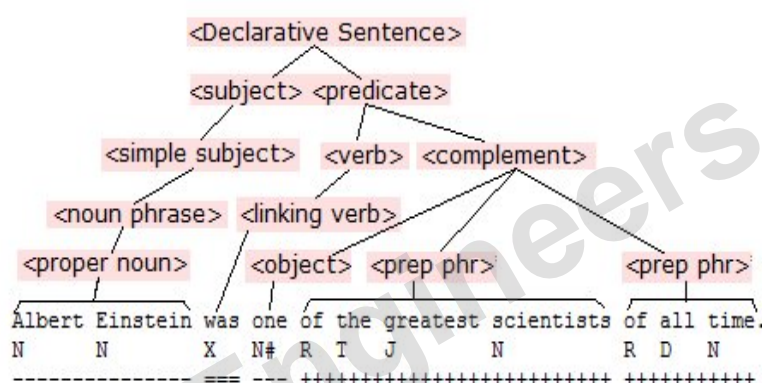 <Declarative Sentence>
<subject> <predicate>
<simple subject> <verb> <complement>
<noun phrase> <linking verb>
<proper noun> <object> <prep phr> <prep phr>
Albert Einstein was one of the greatest scientists of all time.
N N X N# R T J N R D N
---------------- === --- ++++++++++++++++++++++++++ +++++++++++
Engineers